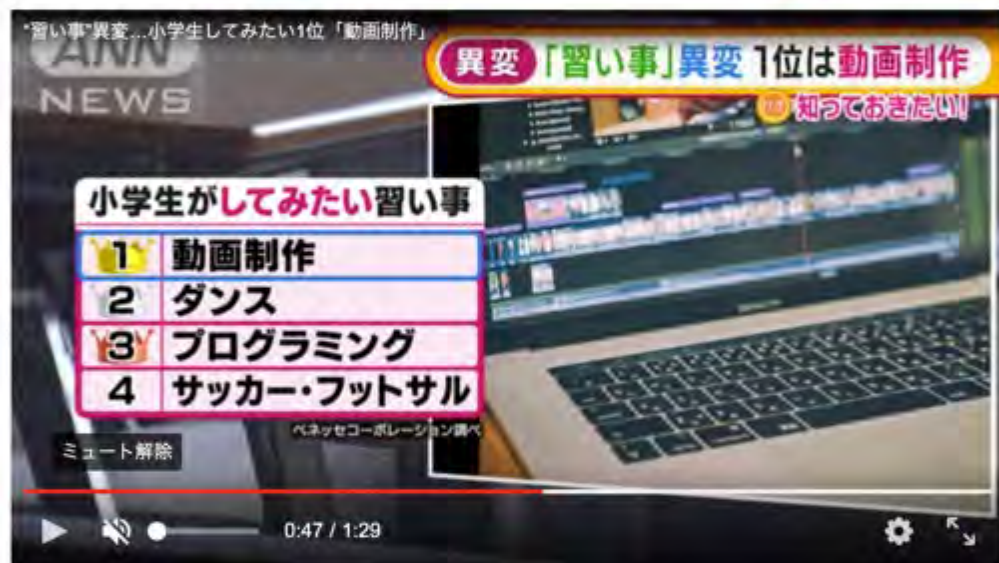 "習い事"異変…小学生してみたい1位「動画制作」
ANN
NEWS
異変「習い事」異変 1位は動画制作
知っておきたい!
小学生がしてみたい習い事
1 動画制作
2 ダンス
3 プログラミング
4 サッカー・フットサル
ベネッセコーポレーション調べ
ミュート解除
0:47 / 1:29